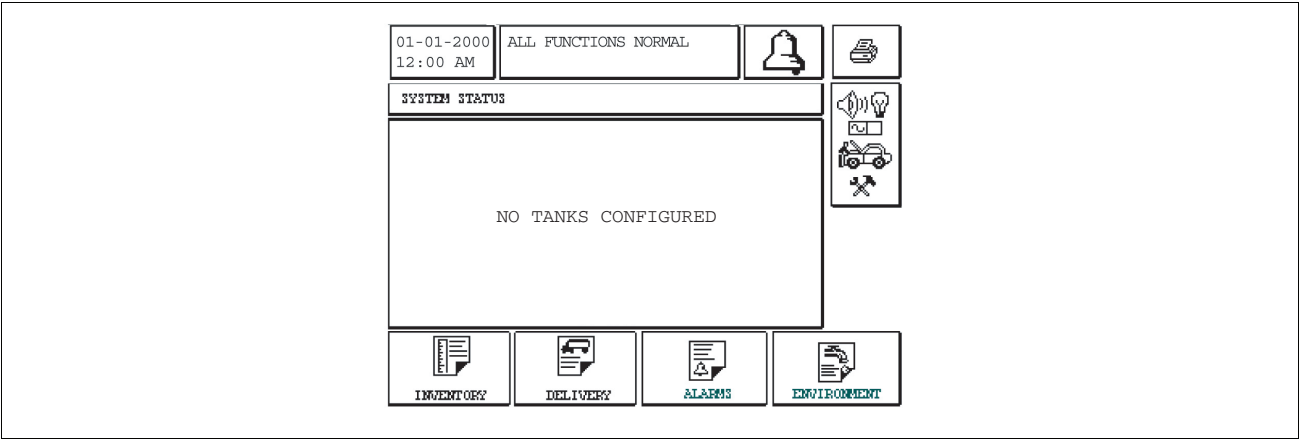 01-01-2000
12:00 AM
ALL FUNCTIONS NORMAL
SYSTEM STATUS
NO TANKS CONFIGURED
INVENTORY
DELIVERY
ALARMS
ENVIRONMENT